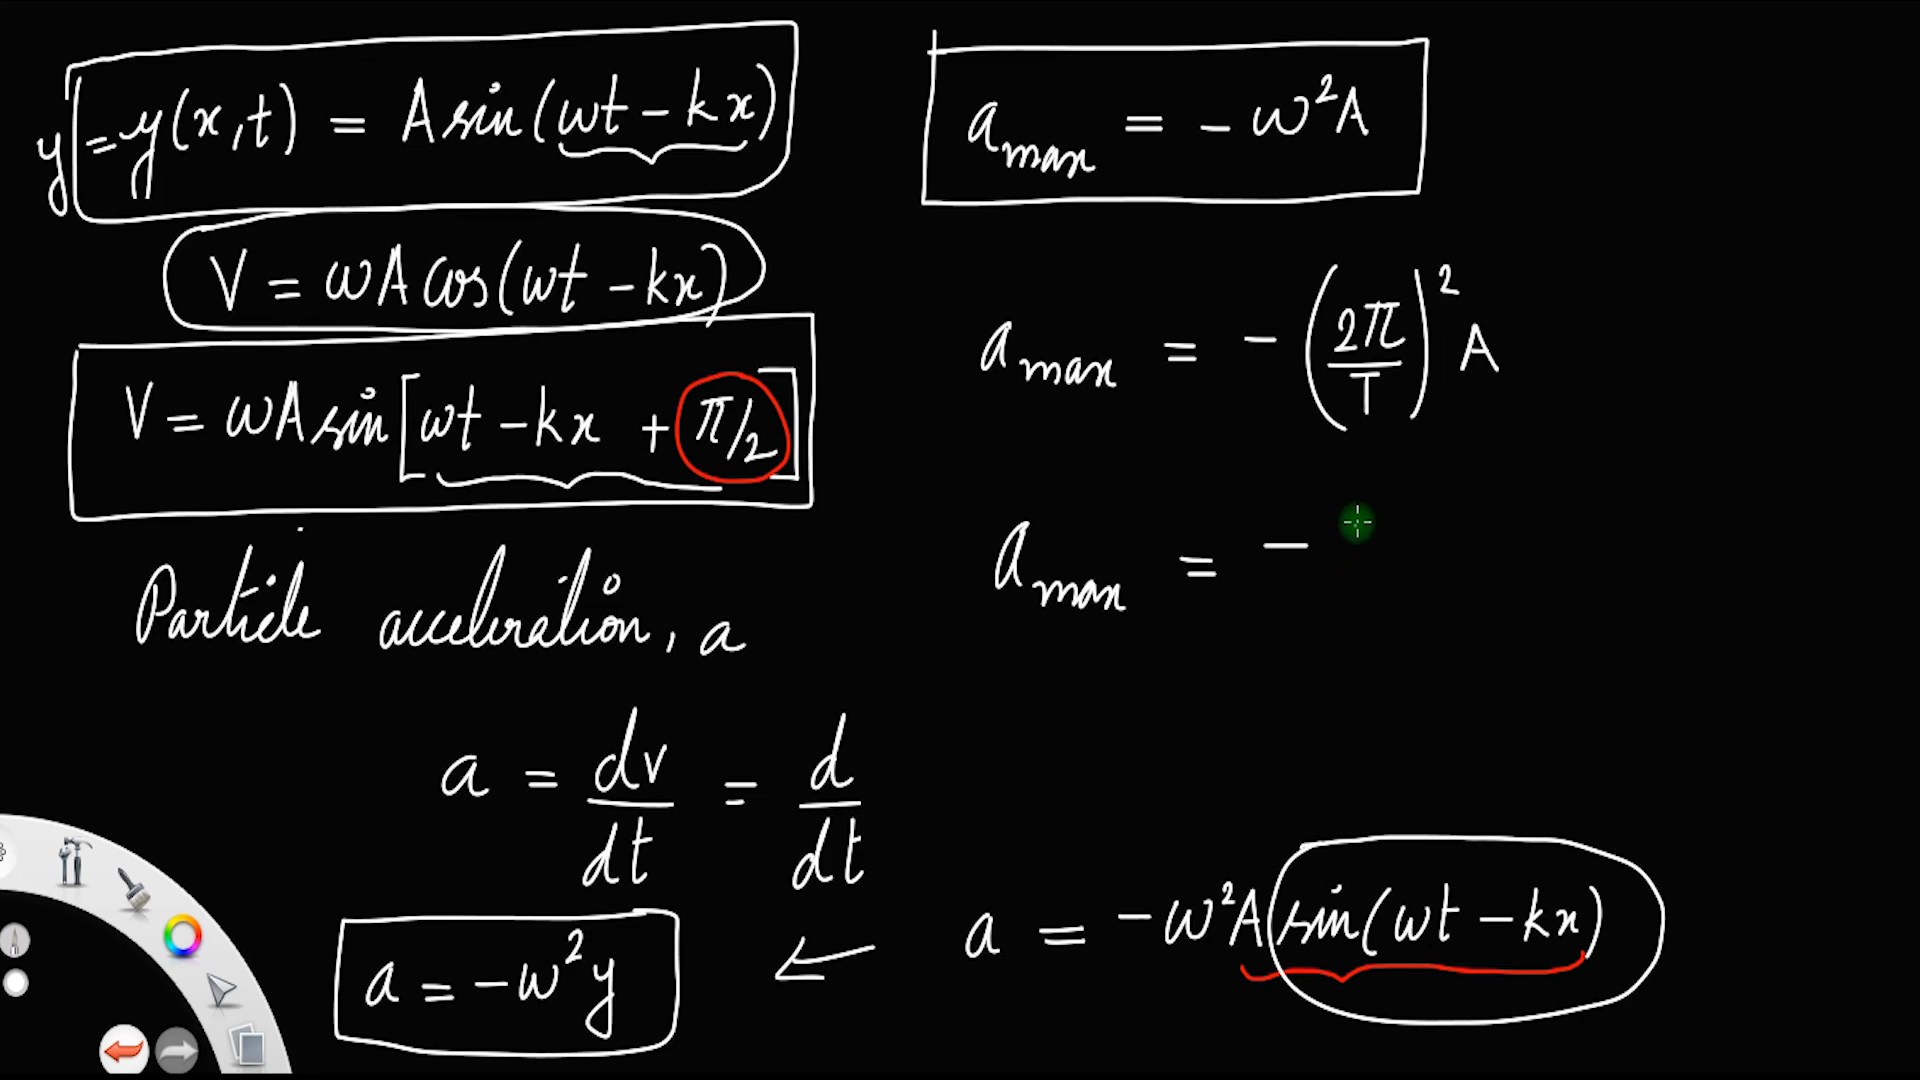 y = y(x,t) = A sin(ωt - kx)
V = ωA cos(ωt - kx)
V = ωA sin[ωt - kx + π/2]
Particle acceleration, a
a = dv/dt = d/dt
a = -ω²y ←
a_max = -ω²A
a_max = -(2π/T)²A
a_max = -
a = -ω²A sin(ωt - kx)